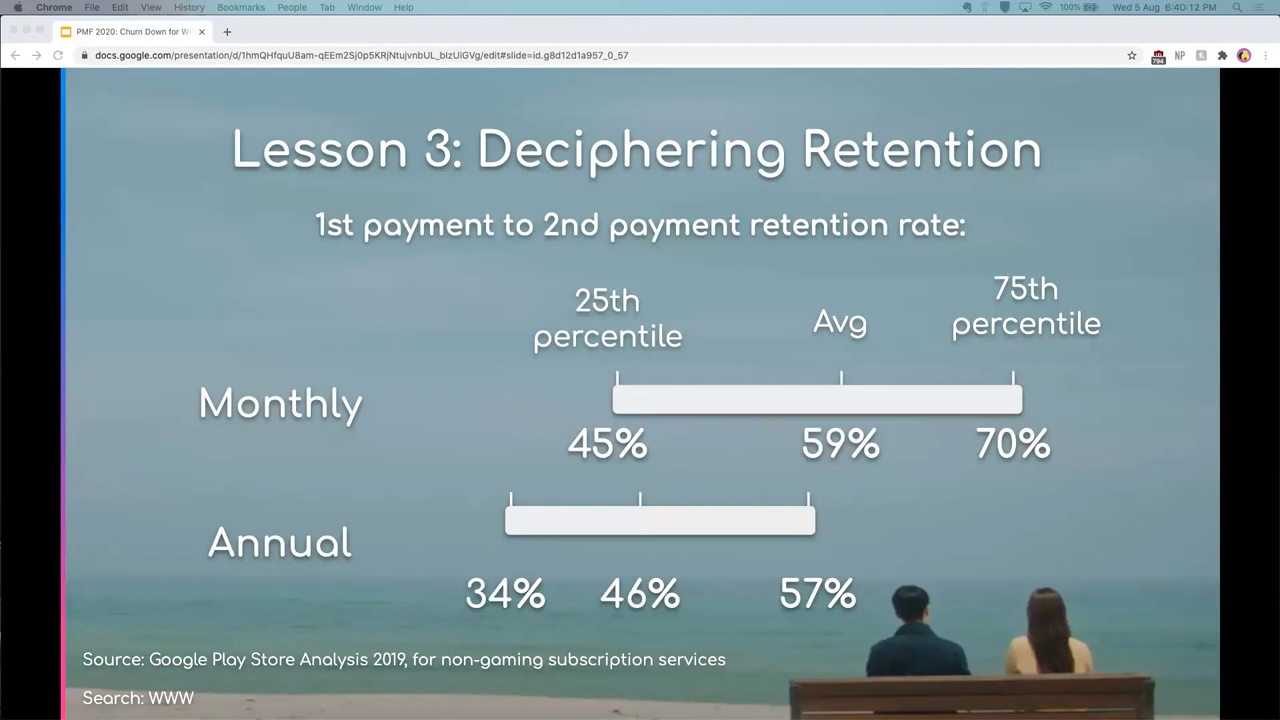 Chrome File Edit View History Bookmarks People Tab Window Help 100% Wed 5 Aug 6:40:12 PM
PMF 2020: Churn Down for W
docs.google.com/presentation/d/1hmQHfquU8am-qEEm2Sj0p5KRjNtujvnbUL_bIzUiGVg/edit#slide=id.g8d12d1a957_0_57
794 NP
Lesson 3: Deciphering Retention
1st payment to 2nd payment retention rate:
25th
percentile
Avg
75th
percentile
Monthly
45% 59% 70%
Annual
34% 46% 57%
Source: Google Play Store Analysis 2019, for non-gaming subscription services
Search: WWW